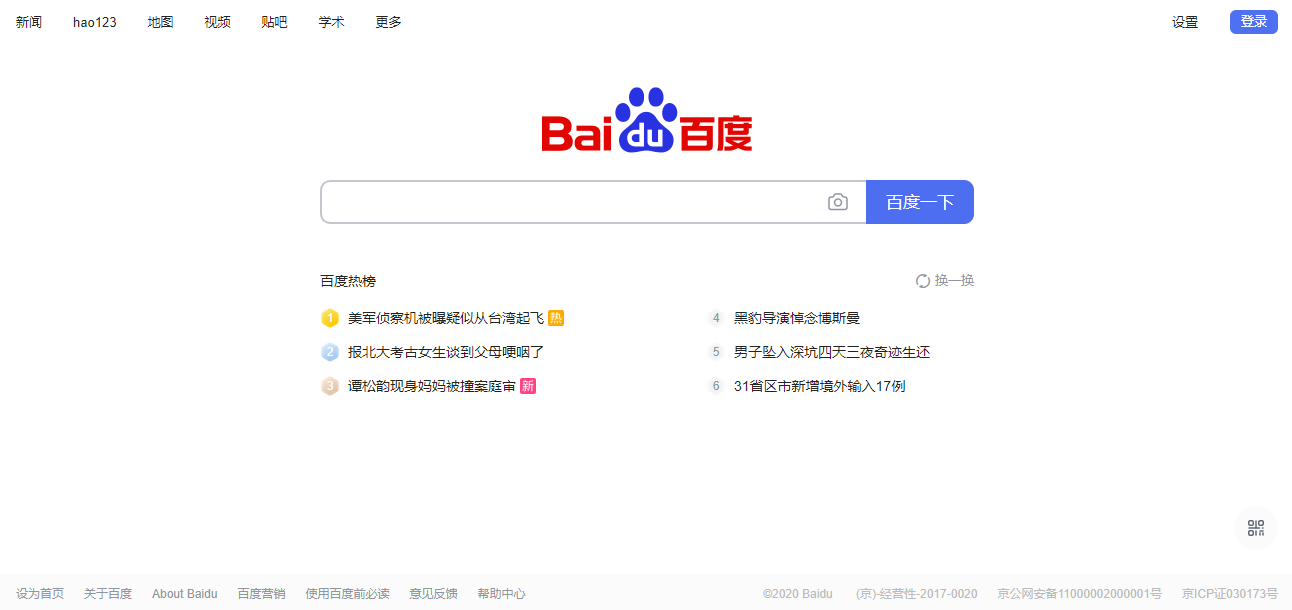 新闻 hao123 地图 视频 贴吧 学术 更多 设置 登录
Bai du 百度
百度一下
百度热榜 换一换
1 美军侦察机被曝疑似从台湾起飞 热
2 报北大考古女生谈到父母哽咽了
3 谭松韵现身妈妈被撞案庭审 新
4 黑豹导演悼念博斯曼
5 男子坠入深坑四天三夜奇迹生还
6 31省区市新增境外输入17例
设为首页 关于百度 About Baidu 百度营销 使用百度前必读 意见反馈 帮助中心 ©2020 Baidu (京)-经营性-2017-0020 京公网安备11000002000001号 京ICP证030173号